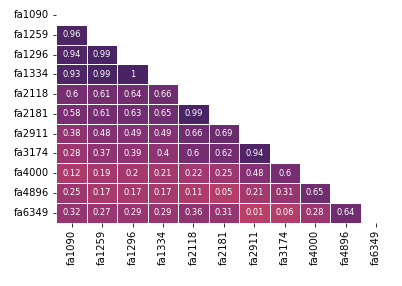 fa1090
fa1259 0.96
fa1296 0.94 0.99
fa1334 0.93 0.99 1
fa2118 0.6 0.61 0.64 0.66
fa2181 0.58 0.61 0.63 0.65 0.99
fa2911 0.38 0.48 0.49 0.49 0.66 0.69
fa3174 0.28 0.37 0.39 0.4 0.6 0.62 0.94
fa4000 0.12 0.19 0.2 0.21 0.22 0.25 0.48 0.6
fa4896 0.25 0.17 0.17 0.17 0.11 0.05 0.21 0.31 0.65
fa6349 0.32 0.27 0.29 0.29 0.36 0.31 0.01 0.06 0.28 0.64
fa1090 fa1259 fa1296 fa1334 fa2118 fa2181 fa2911 fa3174 fa4000 fa4896 fa6349